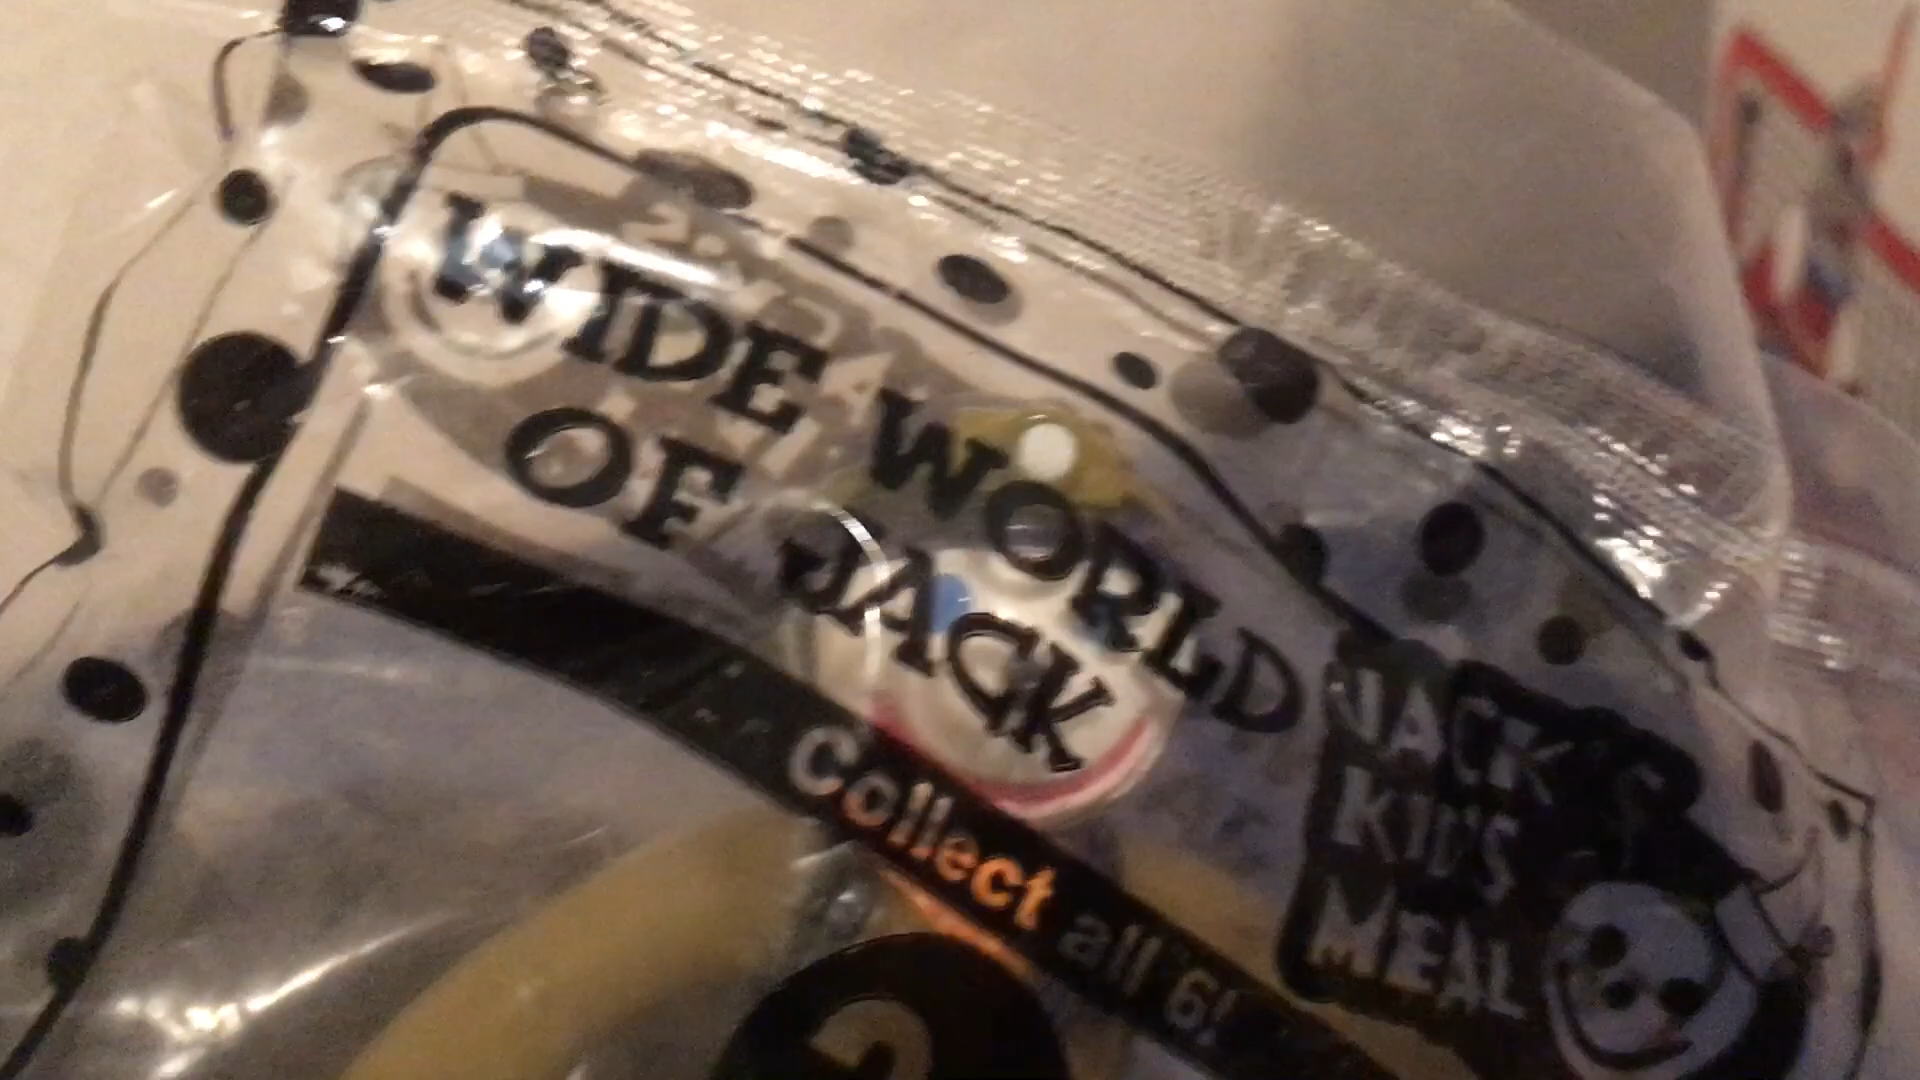 WIDE WORLD
OF JACK
Collect all 6!
JACK'S
KID'S
MEAL